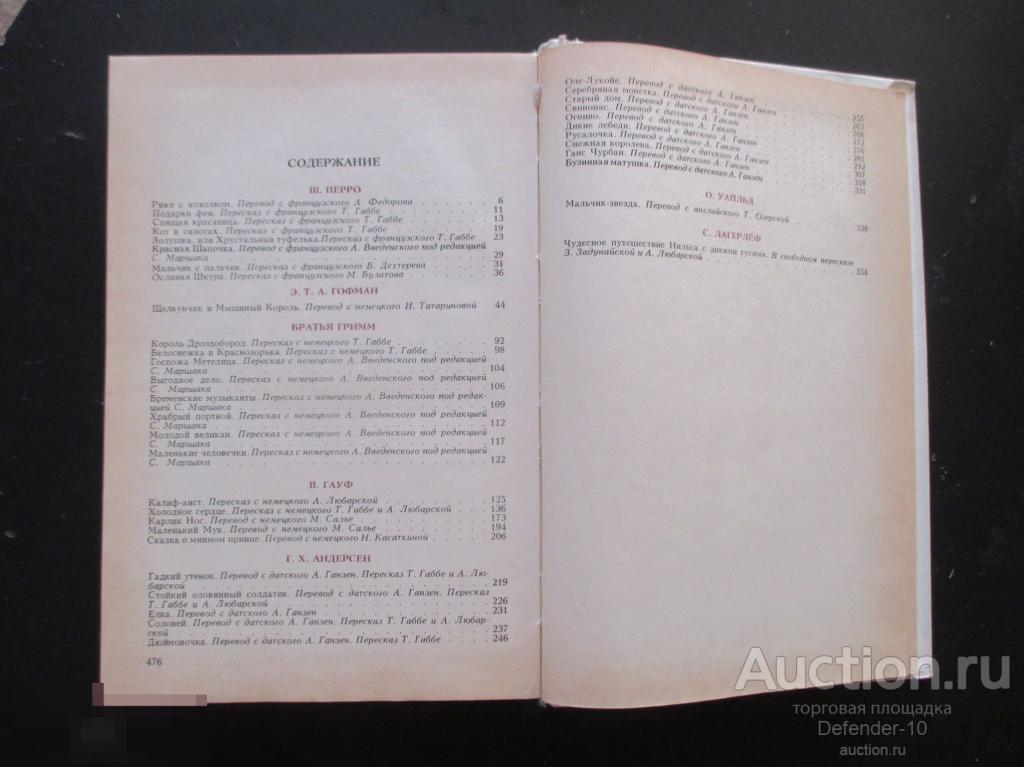 СОДЕРЖАНИЕ
Ш. ПЕРРО
Рике с хохолком. Перевод с французского А. Федорова . . . . . . 6
Подарки феи. Пересказ с французского Т. Габбе . . . . . . 11
Спящая красавица. Пересказ с французского Т. Габбе . . . . . . 13
Кот в сапогах. Пересказ с французского Т. Габбе . . . . . . 19
Золушка, или Хрустальная туфелька.Пересказ с французского Т. Габбе 23
Красная Шапочка. Перевод с французского А. Введенского под редакцией
С. Маршака . . . . . . 29
Мальчик с пальчик. Пересказ с французского Б. Дехтерева . . . . . . 31
Ослиная Шкура. Пересказ с французского М. Булатова . . . . . . 36
Э. Т. А. ГОФМАН
Щелкунчик и Мышиный Король. Перевод с немецкого И. Татариновой 44
БРАТЬЯ ГРИММ
Король Дроздобород. Пересказ с немецкого Т. Габбе . . . . . . 92
Белоснежка и Краснозорька. Пересказ с немецкого Т. Габбе . . . . . . 98
Госпожа Метелица. Пересказ с немецкого А. Введенского под редакцией
С. Маршака . . . . . . 104
Выгодное дело. Пересказ с немецкого А. Введенского под редакцией
С. Маршака . . . . . . 106
Бременские музыканты. Пересказ с немецкого А. Введенского под редак-
цией С. Маршака . . . . . . 109
Храбрый портной. Пересказ с немецкого А. Введенского под редакцией
С. Маршака . . . . . . 112
Молодой великан. Пересказ с немецкого А. Введенского под редакцией
С. Маршака . . . . . . 117
Маленькие человечки. Пересказ с немецкого А. Введенского под редакцией
С. Маршака . . . . . . 122
В. ГАУФ
Калиф-аист. Пересказ с немецкого А. Любарской . . . . . . 125
Холодное сердце. Пересказ с немецкого Т. Габбе и А. Любарской . . . 136
Карлик Нос. Перевод с немецкого М. Салье . . . . . . 173
Маленький Мук. Перевод с немецкого М. Салье . . . . . . 194
Сказка о мнимом принце. Перевод с немецкого Н. Касаткиной . . . . 206
Г. Х. АНДЕРСЕН
Гадкий утенок. Перевод с датского А. Ганзен. Пересказ Т. Габбе и А. Лю-
барской . . . . . . 219
Стойкий оловянный солдатик. Перевод с датского А. Ганзен. Пересказ
Т. Габбе и А. Любарской . . . . . . 226
Елка. Перевод с датского А. Ганзен . . . . . . 231
Соловей. Перевод с датского А. Ганзен. Пересказ Т. Габбе и А. Любар-
ской . . . . . . 237
Дюймовочка. Перевод с датского А. Ганзен. Пересказ Т. Габбе . . . . 246
476
Оле-Лукойе. Перевод с датского А. Ганзен . . . . . . 255
Серебряная монетка. Перевод с датского А. Ганзен . . . . . . 263
Старый дом. Перевод с датского А. Ганзен . . . . . . 266
Свинопас. Перевод с датского А. Ганзен . . . . . . 272
Огниво. Перевод с датского А. Ганзен . . . . . . 276
Дикие лебеди. Перевод с датского А. Ганзен . . . . . . 281
Русалочка. Перевод с датского А. Ганзен . . . . . . 292
Снежная королева. Перевод с датского А. Ганзен . . . . . . 307
Ганс Чурбан. Перевод с датского А. Ганзен . . . . . . 328
Бузинная матушка. Перевод с датского А. Ганзен . . . . . . 331
О. УАЙЛЬД
Мальчик-звезда. Перевод с английского Т. Озерской . . . . . . 338
С. ЛАГЕРЛЁФ
Чудесное путешествие Нильса с дикими гусями. В свободном пересказе
З. Задунайской и А. Любарской . . . . . . 354
Auction.ru
торговая площадка
Defender-10
auction.ru